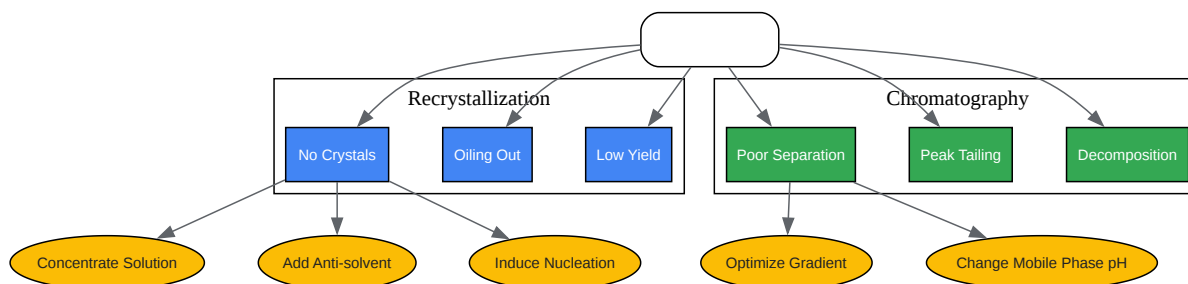 Recrystallization
Chromatography
No Crystals
Oiling Out
Low Yield
Poor Separation
Peak Tailing
Decomposition
Concentrate Solution
Add Anti-solvent
Induce Nucleation
Optimize Gradient
Change Mobile Phase pH